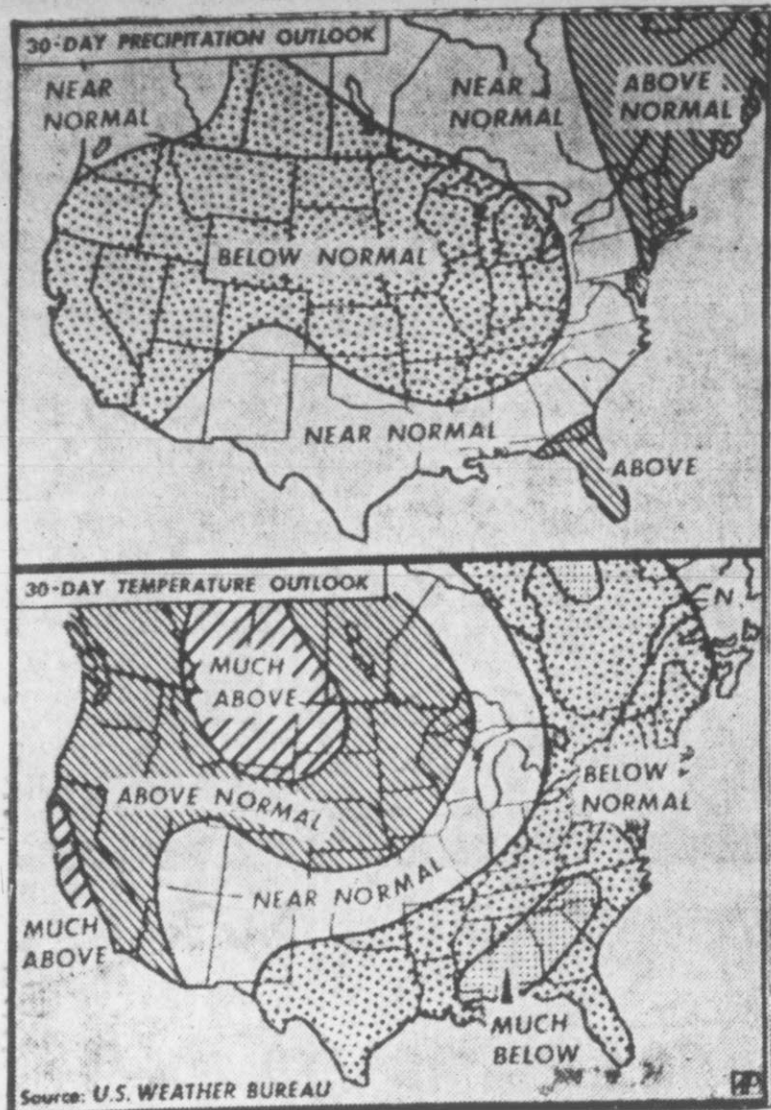 30-DAY PRECIPITATION OUTLOOK
NEAR
NORMAL
NEAR
NORMAL
ABOVE
NORMAL
BELOW NORMAL
NEAR NORMAL
ABOVE
30-DAY TEMPERATURE OUTLOOK
N
MUCH
ABOVE
BELOW
NORMAL
ABOVE NORMAL
NEAR NORMAL
MUCH
ABOVE
MUCH
BELOW
Source: U.S. WEATHER BUREAU
AP